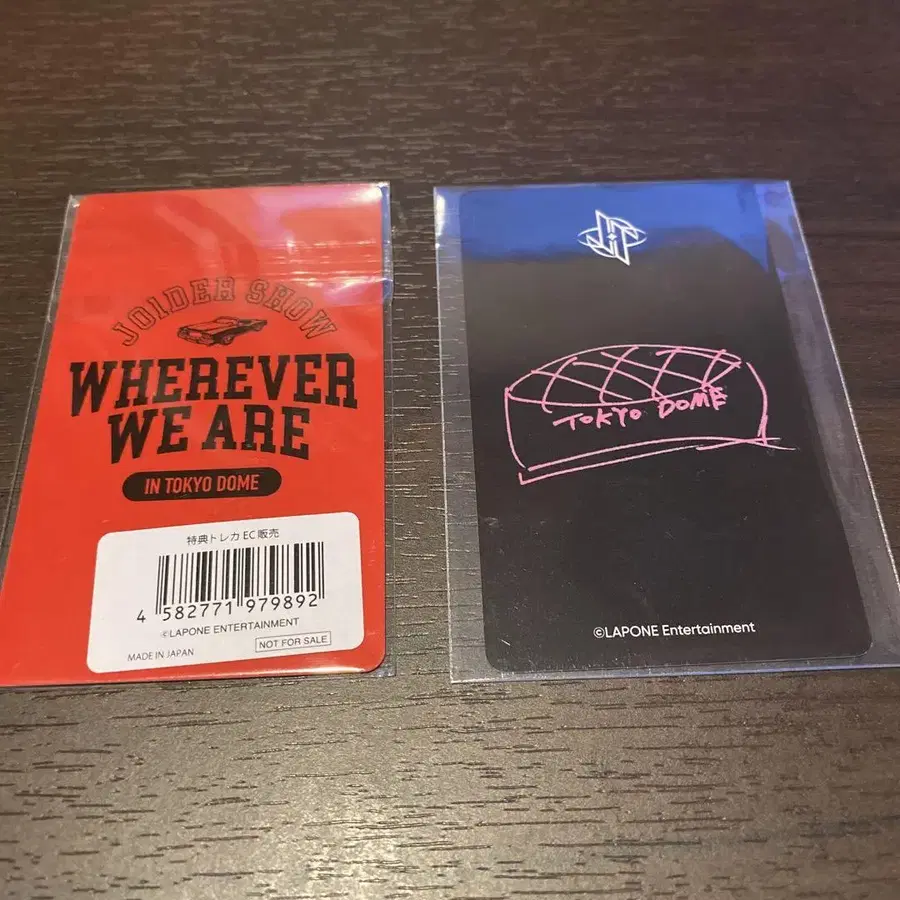 JO1DER SHOW
WHEREVER
WE ARE
IN TOKYO DOME
特典トレカ EC販売
4 582771 979892
©LAPONE ENTERTAINMENT
NOT FOR SALE
MADE IN JAPAN
TOKYO DOME
©LAPONE Entertainment